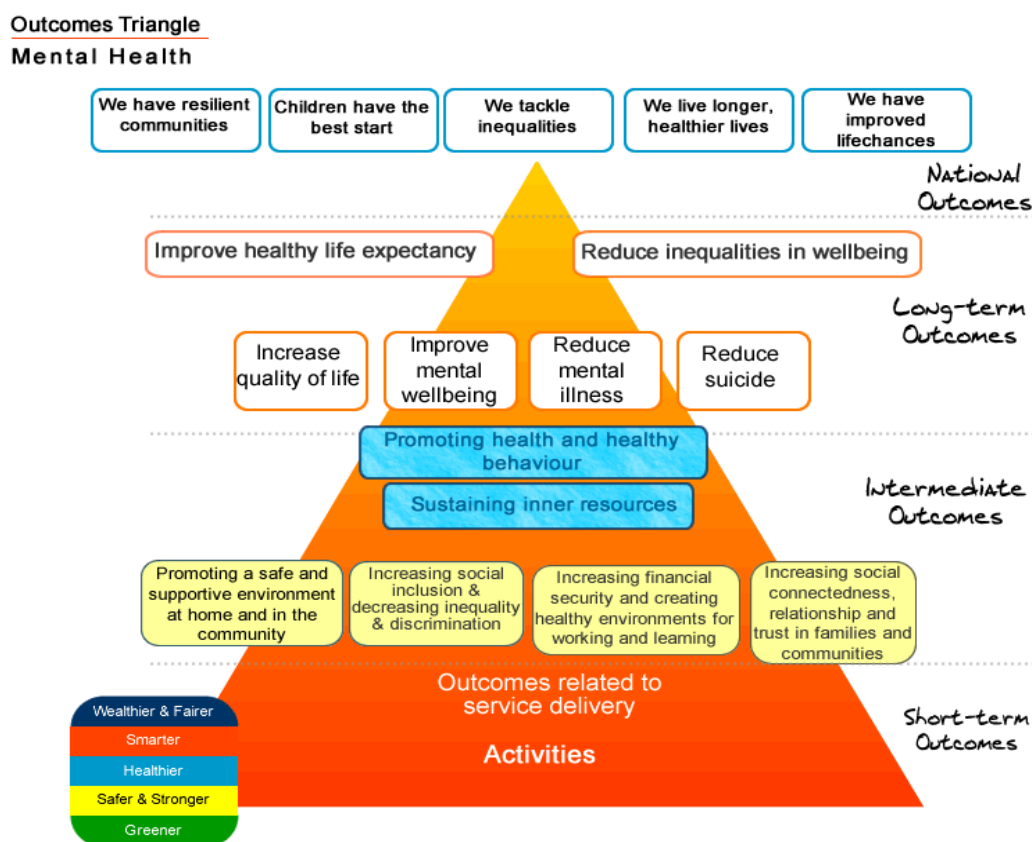 Outcomes Triangle
Mental Health
We have resilient
communities
Children have the
best start
We tackle
inequalities
We live longer,
healthier lives
We have
improved
lifechances
National
Outcomes
Improve healthy life expectancy
Reduce inequalities in wellbeing
Long-term
Outcomes
Increase
quality of life
Improve
mental
wellbeing
Reduce
mental
illness
Reduce
suicide
Promoting health and healthy
behaviour
Sustaining inner resources
Intermediate
Outcomes
Promoting a safe and
supportive environment
at home and in the
community
Increasing social
inclusion &
decreasing inequality
& discrimination
Increasing financial
security and creating
healthy environments for
working and learning
Increasing social
connectedness,
relationship and
trust in families and
communities
Outcomes related to
service delivery
Activities
Short-term
Outcomes
Wealthier & Fairer
Smarter
Healthier
Safer & Stronger
Greener